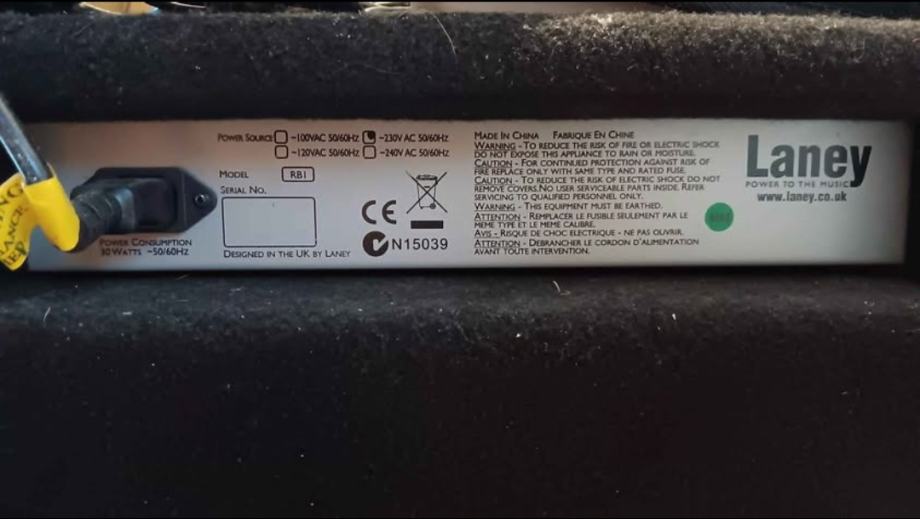 POWER SOURCE ~100VAC 50/60HZ ~230V AC 50/60HZ
~120VAC 50/60HZ ~240V AC 50/60HZ
MODEL RB1
SERIAL NO.
DESIGNED IN THE UK BY LANEY
POWER CONSUMPTION
30 WATTS ~50/60HZ
CE
N15039
MADE IN CHINA FABRIQUE EN CHINE
WARNING - TO REDUCE THE RISK OF FIRE OR ELECTRIC SHOCK
DO NOT EXPOSE THIS APPLIANCE TO RAIN OR MOISTURE.
CAUTION - FOR CONTINUED PROTECTION AGAINST RISK OF
FIRE REPLACE ONLY WITH SAME TYPE AND RATED FUSE.
CAUTION - TO REDUCE THE RISK OF ELECTRIC SHOCK DO NOT
REMOVE COVERS.NO USER SERVICEABLE PARTS INSIDE. REFER
SERVICING TO QUALIFIED PERSONNEL ONLY.
WARNING - THIS EQUIPMENT MUST BE EARTHED.
ATTENTION - REMPLACER LE FUSIBLE SEULEMENT PAR LE
MEME TYPE ET LE MEME CALIBRE.
AVIS - RISQUE DE CHOC ELECTRIQUE - NE PAS OUVRIR.
ATTENTION - DEBRANCHER LE CORDON D'ALIMENTATION
AVANT TOUTE INTERVENTION.
Laney
POWER TO THE MUSIC
www.laney.co.uk